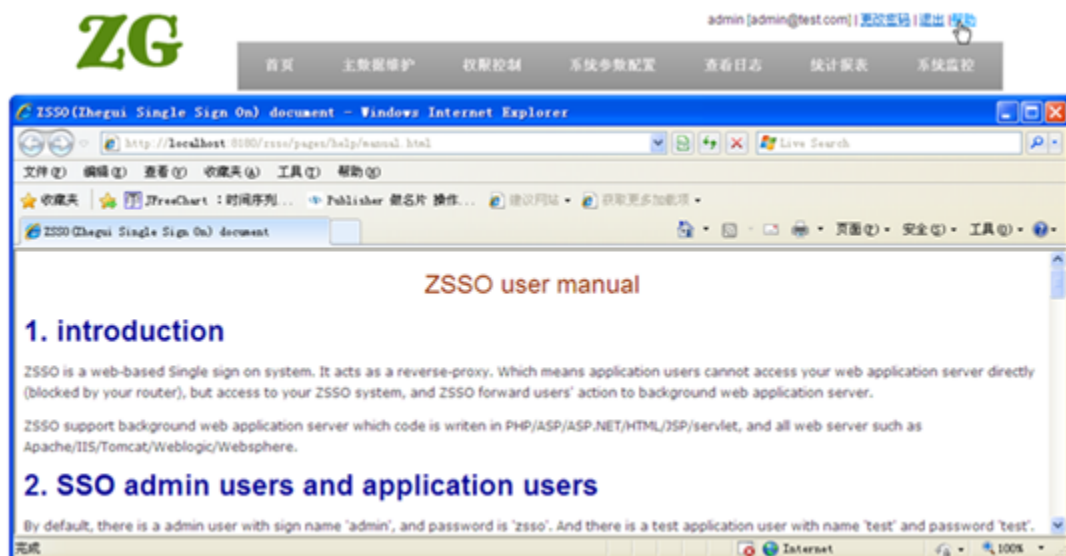 ZG
admin [admin@test.com] | 更改密码 | 退出 | 帮助
首页 主数据维护 权限控制 系统参数配置 查看日志 统计报表 系统监控
ZSSO(Zhegui Single Sign On) document - Windows Internet Explorer
http://localhost:8080/zsso/pages/help/manual.html
Live Search
文件(F) 编辑(E) 查看(V) 收藏夹(A) 工具(T) 帮助(H)
收藏夹 JFreeChart :时间序列... Publisher 做名片 操作... 建议网站 获取更多加载项
ZSSO(Zhegui Single Sign On) document
页面(P) 安全(S) 工具(O)
ZSSO user manual
1. introduction
ZSSO is a web-based Single sign on system. It acts as a reverse-proxy. Which means application users cannot access your web application server directly
(blocked by your router), but access to your ZSSO system, and ZSSO forward users' action to background web application server.
ZSSO support background web application server which code is writen in PHP/ASP/ASP.NET/HTML/JSP/servlet, and all web server such as
Apache/IIS/Tomcat/Weblogic/Websphere.
2. SSO admin users and application users
By default, there is a admin user with sign name 'admin', and password is 'zsso'. And there is a test application user with name 'test' and password 'test'.
完成 Internet 100%